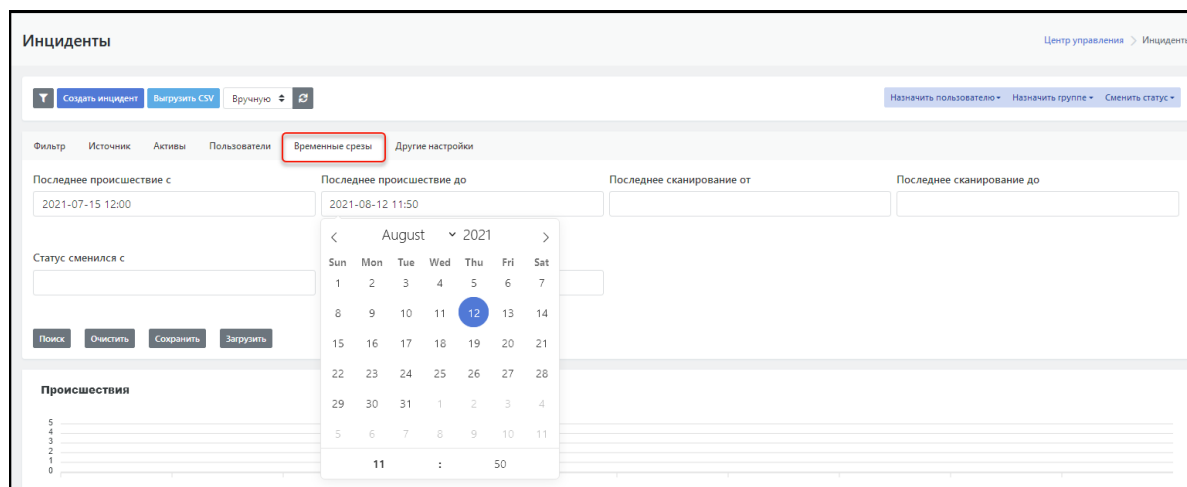 Инциденты
Центр управления > Инциденты
Создать инцидент Выгрузить CSV Вручную
Назначить пользователю Назначить группе Сменить статус
Фильтр Источник Активы Пользователи Временные срезы Другие настройки
Последнее происшествие с Последнее происшествие до Последнее сканирование от Последнее сканирование до
2021-07-15 12:00 2021-08-12 11:50
August 2021
Статус сменился с
Sun Mon Tue Wed Thu Fri Sat
1 2 3 4 5 6 7
8 9 10 11 12 13 14
15 16 17 18 19 20 21
22 23 24 25 26 27 28
29 30 31 1 2 3 4
5 6 7 8 9 10 11
11 : 50
Поиск Очистить Сохранить Загрузить
Происшествия
5
4
3
2
1
0